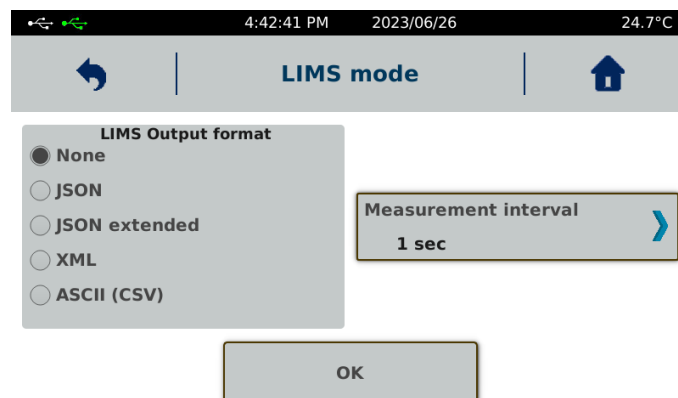 4:42:41 PM 2023/06/26 24.7°C
LIMS mode
LIMS Output format
None
JSON
JSON extended
XML
ASCII (CSV)
Measurement interval
1 sec
OK